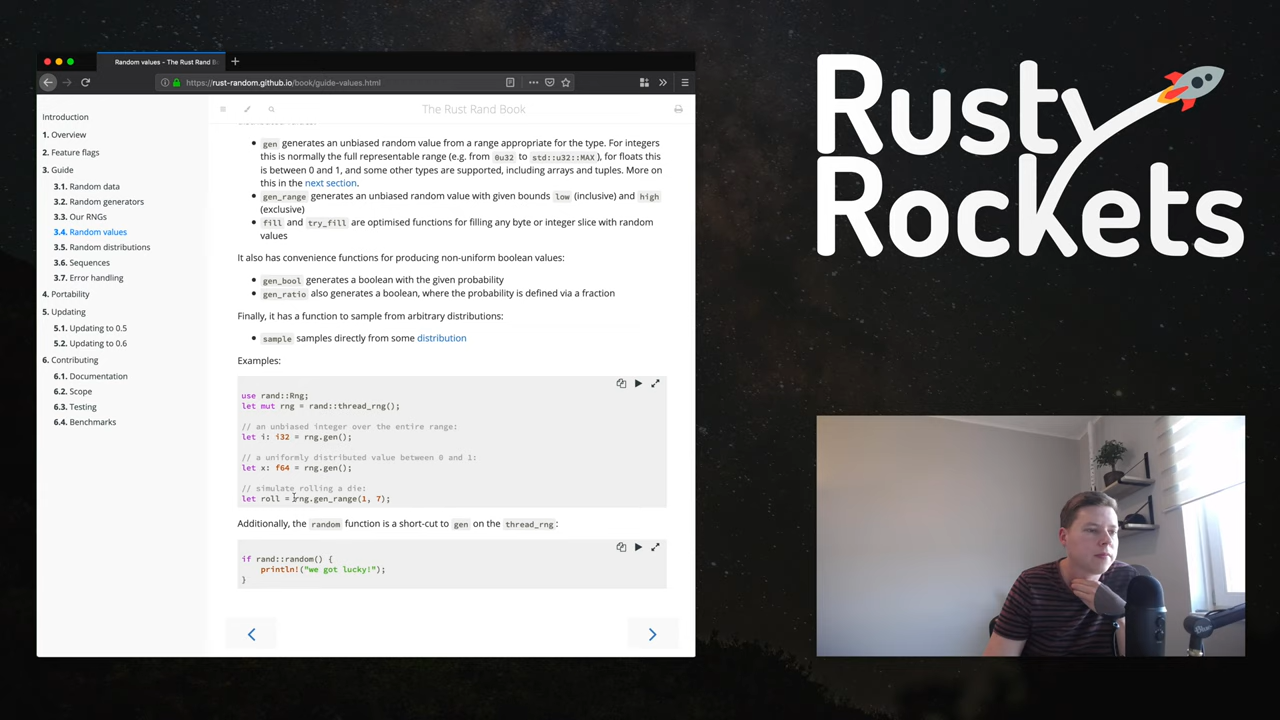 Random values - The Rust Rand B
https://rust-random.github.io/book/guide-values.html
The Rust Rand Book
Introduction
1. Overview
2. Feature flags
3. Guide
3.1. Random data
3.2. Random generators
3.3. Our RNGs
3.4. Random values
3.5. Random distributions
3.6. Sequences
3.7. Error handling
4. Portability
5. Updating
5.1. Updating to 0.5
5.2. Updating to 0.6
6. Contributing
6.1. Documentation
6.2. Scope
6.3. Testing
6.4. Benchmarks
gen generates an unbiased random value from a range appropriate for the type. For integers
this is normally the full representable range (e.g. from 0u32 to std::u32::MAX), for floats this
is between 0 and 1, and some other types are supported, including arrays and tuples. More on
this in the next section.
gen_range generates an unbiased random value with given bounds low (inclusive) and high
(exclusive)
fill and try_fill are optimised functions for filling any byte or integer slice with random
values
It also has convenience functions for producing non-uniform boolean values:
gen_bool generates a boolean with the given probability
gen_ratio also generates a boolean, where the probability is defined via a fraction
Finally, it has a function to sample from arbitrary distributions:
sample samples directly from some distribution
Examples:
use rand::Rng;
let mut rng = rand::thread_rng();
// an unbiased integer over the entire range:
let i: i32 = rng.gen();
// a uniformly distributed value between 0 and 1:
let x: f64 = rng.gen();
// simulate rolling a die:
let roll = rng.gen_range(1, 7);
Additionally, the random function is a short-cut to gen on the thread_rng:
if rand::random() {
println!("we got lucky!");
}
Rusty
Rockets